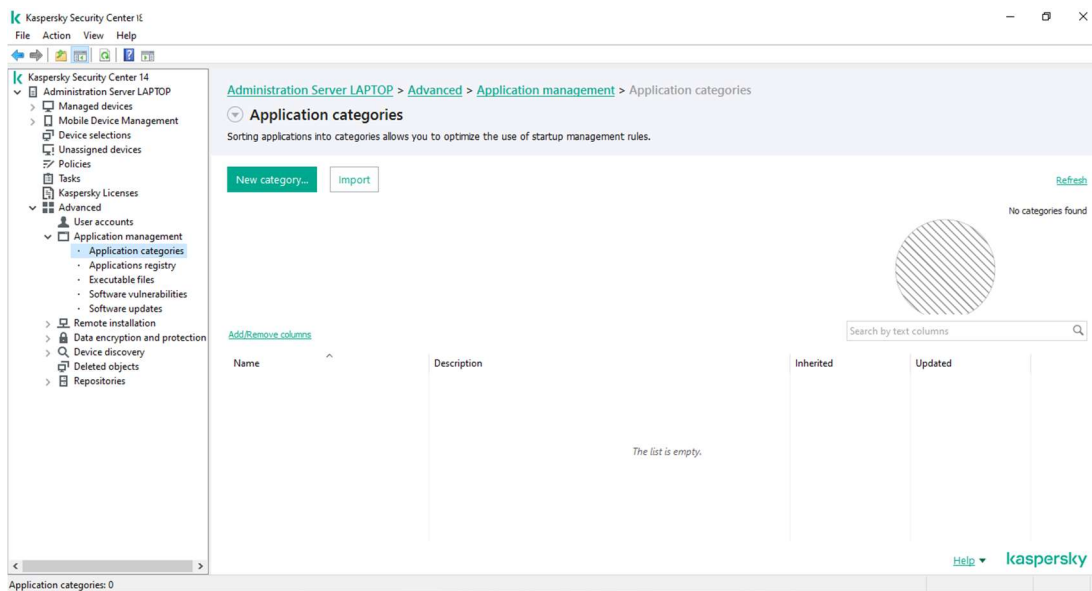 Kaspersky Security Center
File Action View Help
Kaspersky Security Center 14
Administration Server LAPTOP
Managed devices
Mobile Device Management
Device selections
Unassigned devices
Policies
Tasks
Kaspersky Licenses
Advanced
User accounts
Application management
Application categories
Applications registry
Executable files
Software vulnerabilities
Software updates
Remote installation
Data encryption and protection
Device discovery
Deleted objects
Repositories
Administration Server LAPTOP > Advanced > Application management > Application categories
Application categories
Sorting applications into categories allows you to optimize the use of startup management rules.
New category... Import
Refresh
No categories found
Add/Remove columns
Search by text columns
Name Description Inherited Updated
The list is empty.
Help kaspersky
Application categories: 0